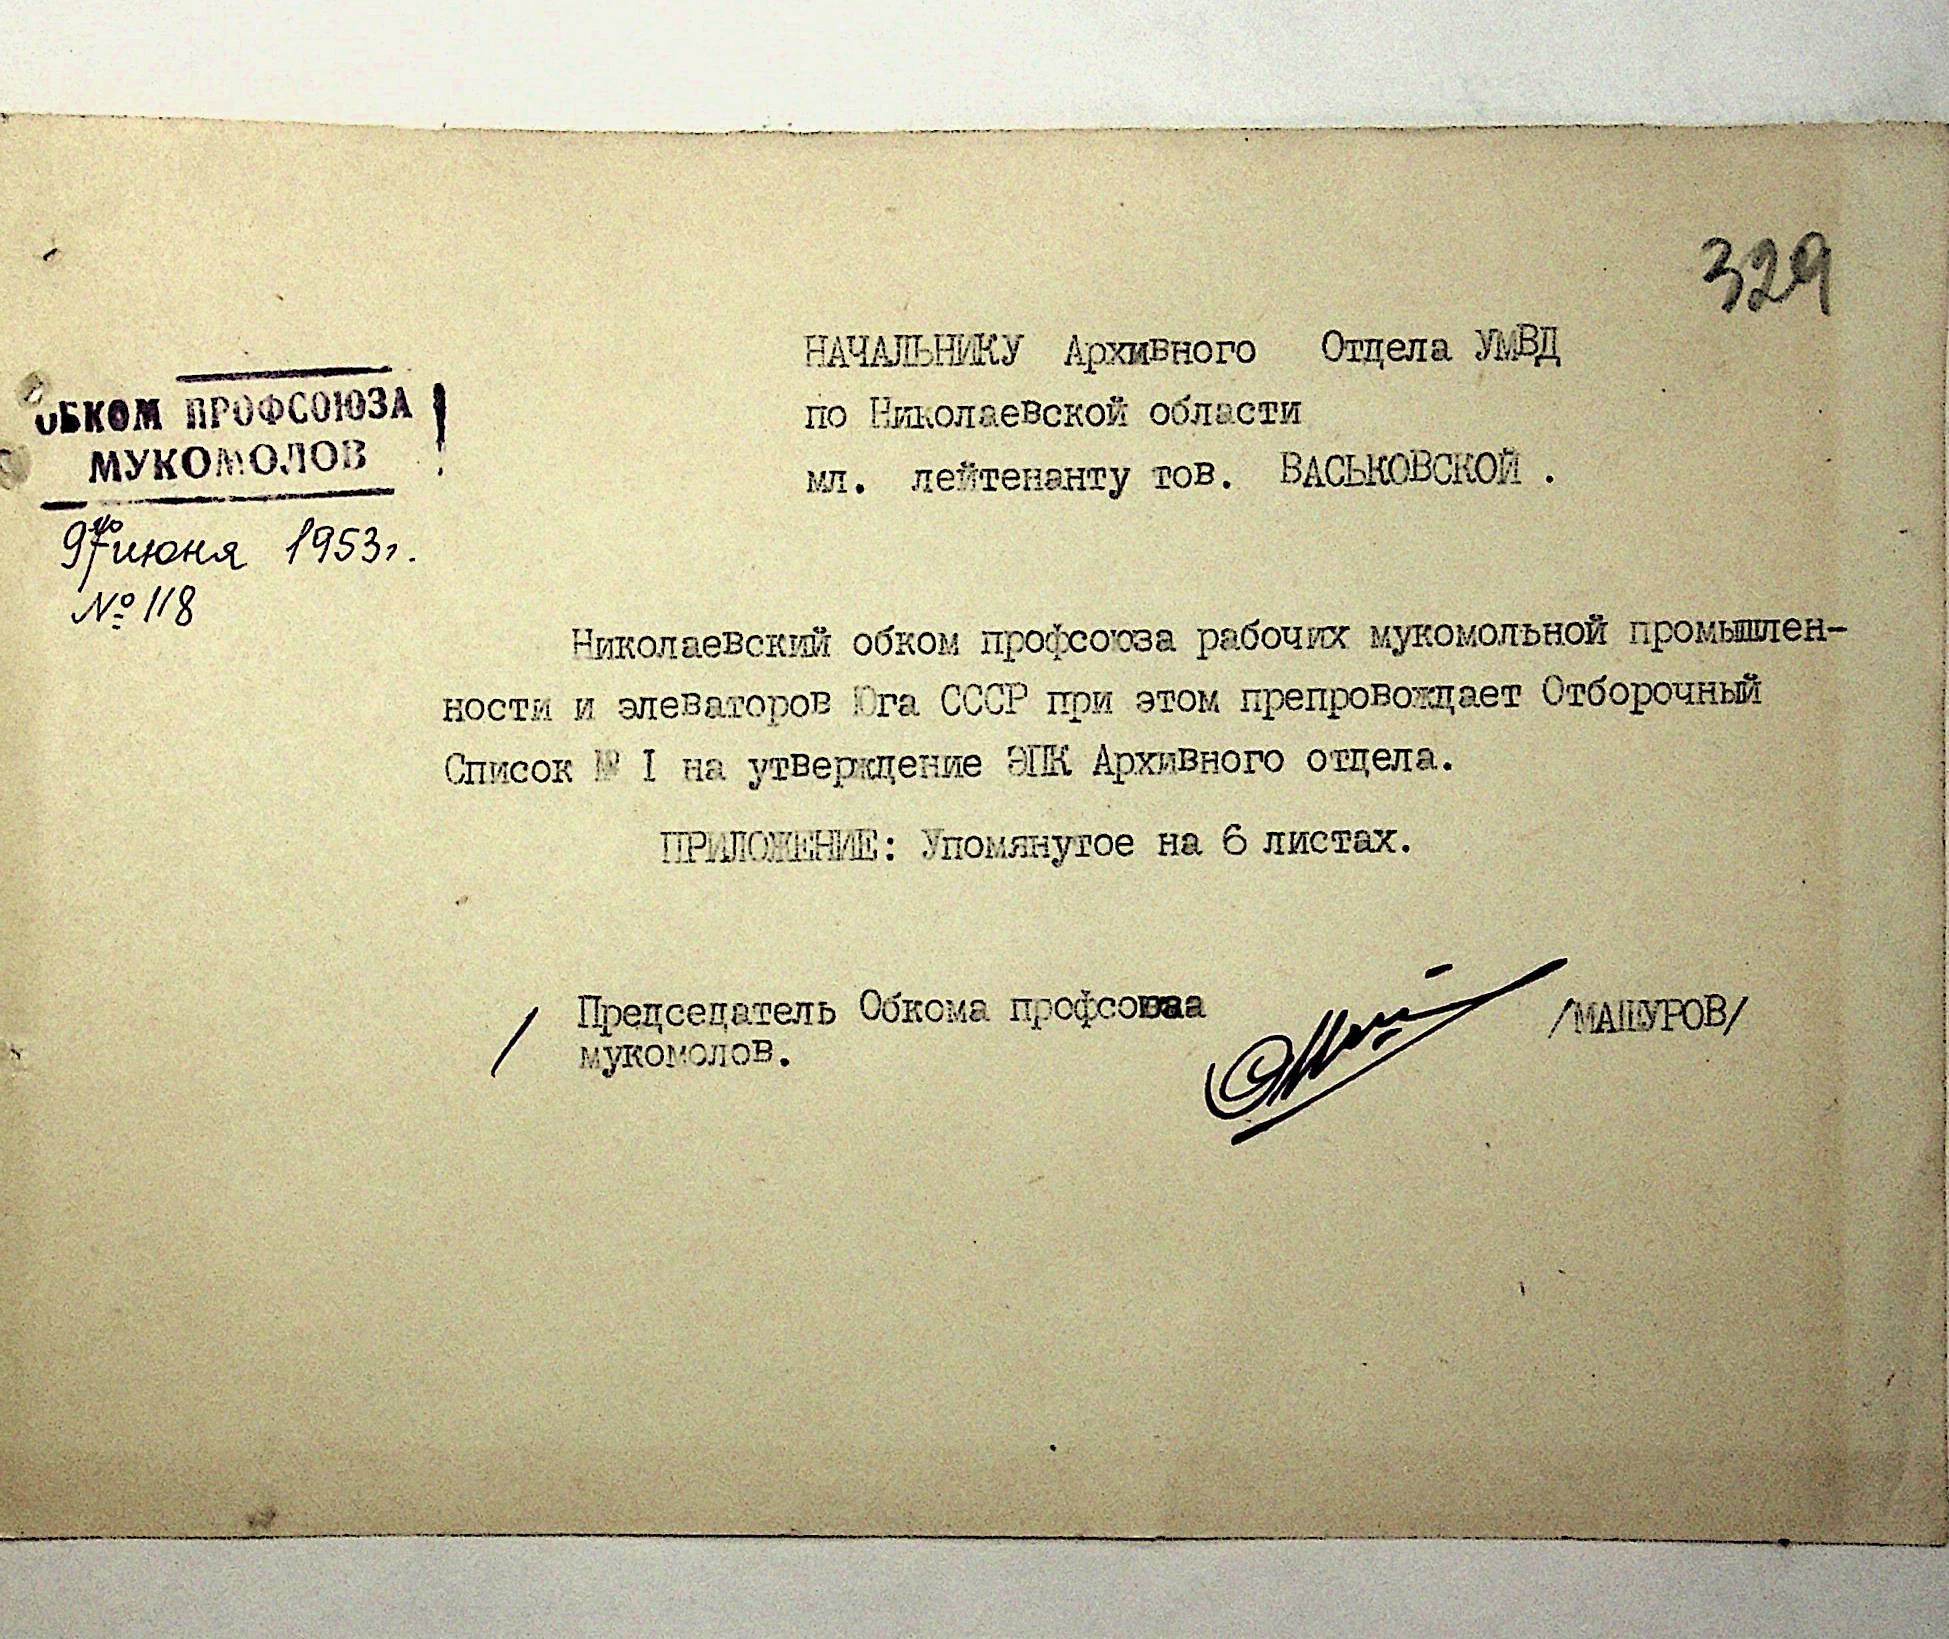 329
НАЧАЛЬНИКУ Архивного Отдела УМВД
по Николаевской области
мл. лейтенанту тов. ВАСЬКОВСКОЙ .
ОБКОМ ПРОФСОЮЗА
МУКОМОЛОВ
9го июня 1953г.
№ 118
Николаевский обком профсоюза рабочих мукомольной промышлен-
ности и элеваторов Юга СССР при этом препровождает Отборочный
Список № I на утверждение ЭПК Архивного отдела.
ПРИЛОЖЕНИЕ: Упомянутое на 6 листах.
Председатель Обкома профсоюза /МАШУРОВ/
мукомолов.